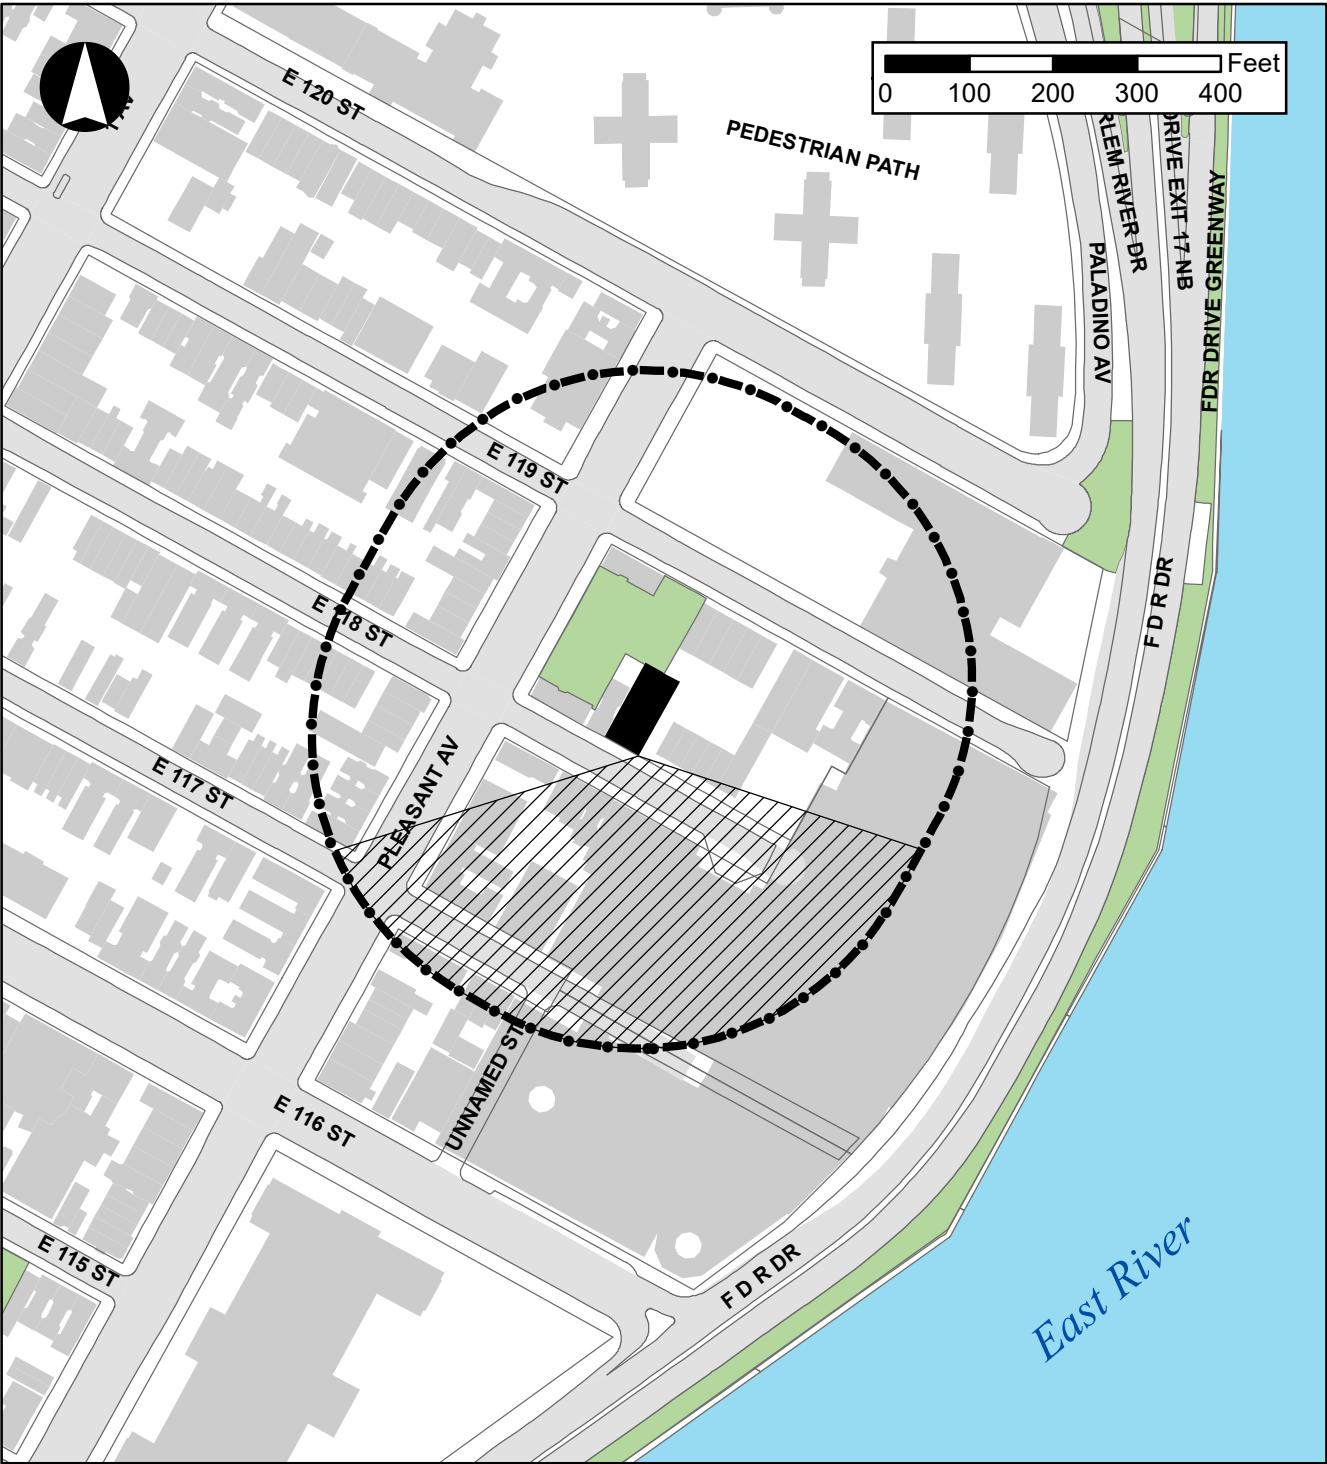 E 120 ST
Feet
0 100 200 300 400
AV
PEDESTRIAN PATH
RLEM RIVER DR
DRIVE EXIT 17 NB
FDR DRIVE GREENWAY
PALADINO AV
E 119 ST
E 118 ST
F D R DR
E 117 ST
PLEASANT AV
UNNAMED ST
E 116 ST
E 115 ST
F D R DR
East River